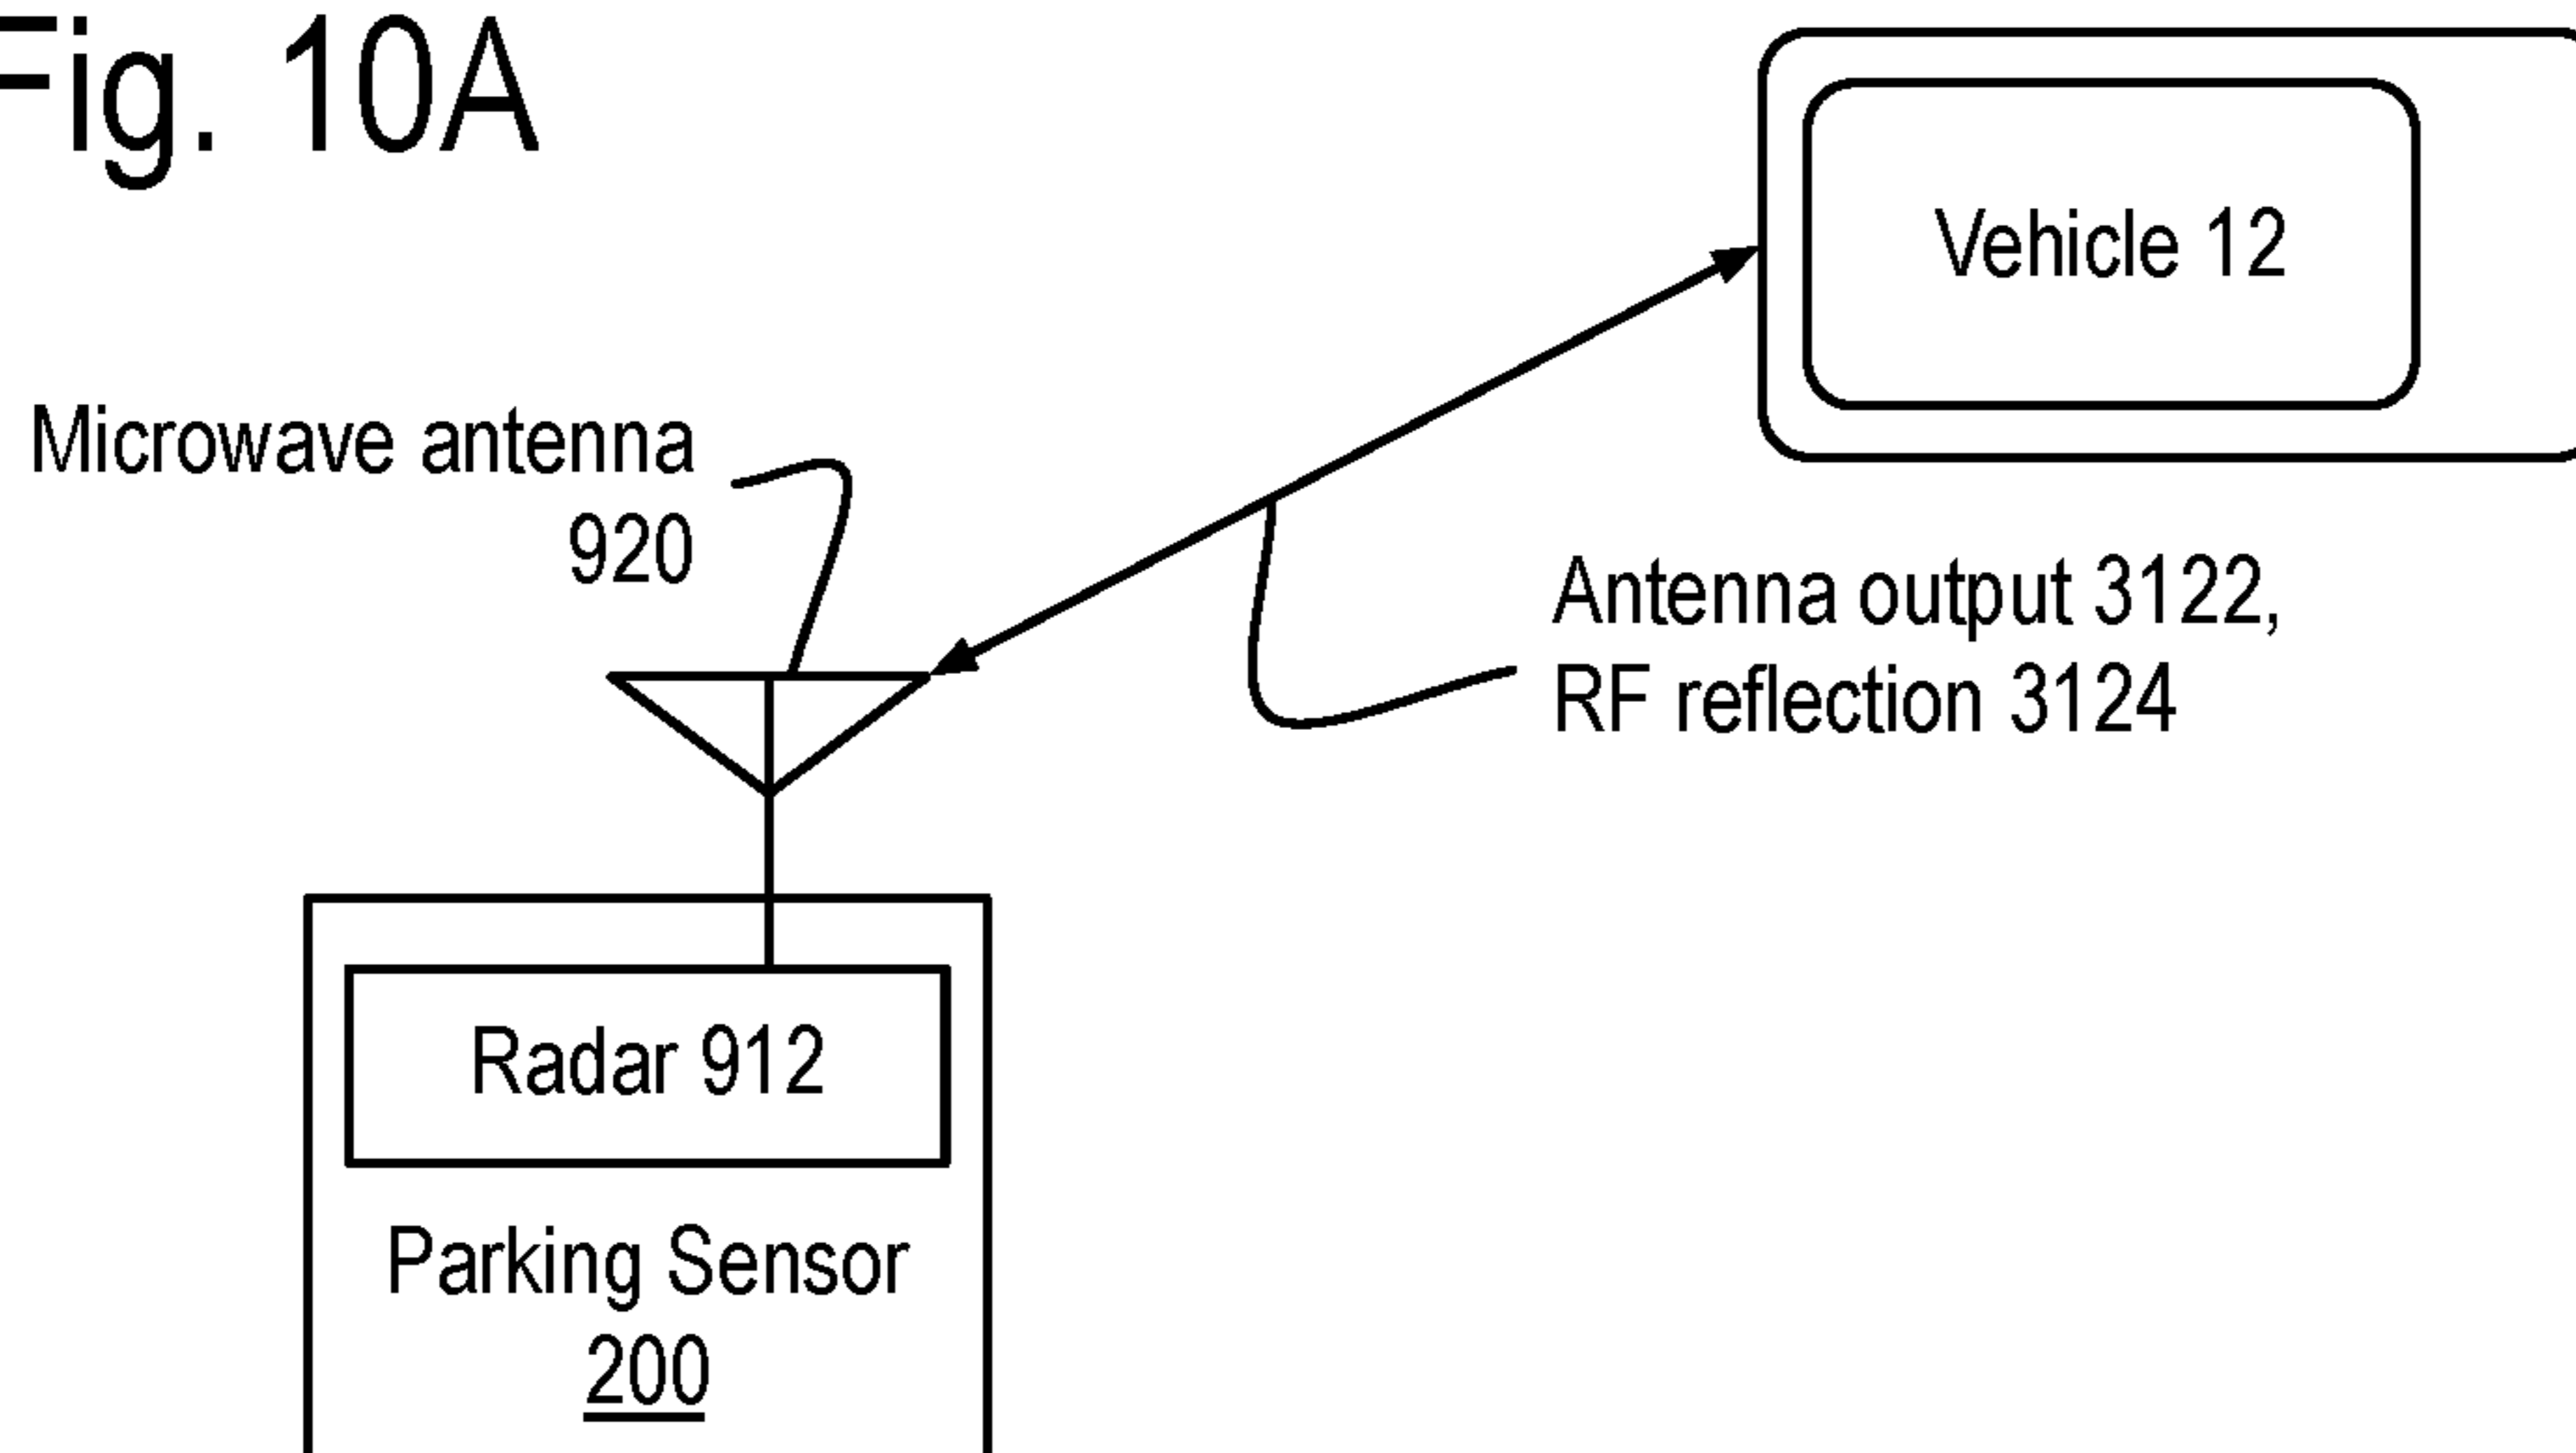 Fig. 10A
Vehicle 12
Microwave antenna
920
Antenna output 3122,
RF reflection 3124
Radar 912
Parking Sensor
200